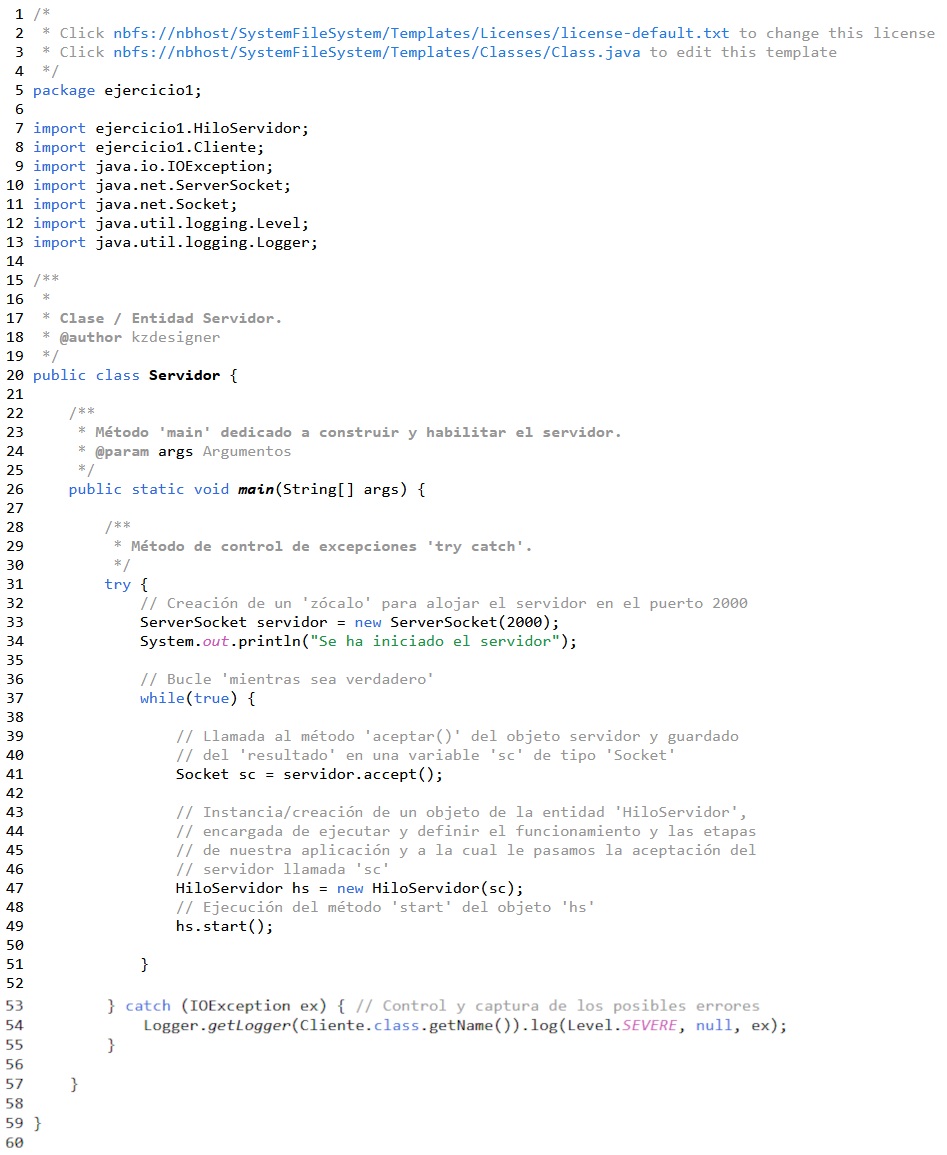 1 /*
2  * Click nbfs://nbhost/SystemFileSystem/Templates/Licenses/license-default.txt to change this license
3  * Click nbfs://nbhost/SystemFileSystem/Templates/Classes/Class.java to edit this template
4  */
5 package ejercicio1;
6
7 import ejercicio1.HiloServidor;
8 import ejercicio1.Cliente;
9 import java.io.IOException;
10 import java.net.ServerSocket;
11 import java.net.Socket;
12 import java.util.logging.Level;
13 import java.util.logging.Logger;
14
15 /**
16  *
17  * Clase / Entidad Servidor.
18  * @author kzdesigner
19  */
20 public class Servidor {
21
22     /**
23      * Método 'main' dedicado a construir y habilitar el servidor.
24      * @param args Argumentos
25      */
26     public static void main(String[] args) {
27
28         /**
29          * Método de control de excepciones 'try catch'.
30          */
31         try {
32             // Creación de un 'zócalo' para alojar el servidor en el puerto 2000
33             ServerSocket servidor = new ServerSocket(2000);
34             System.out.println("Se ha iniciado el servidor");
35
36             // Bucle 'mientras sea verdadero'
37             while(true) {
38
39                 // Llamada al método 'aceptar()' del objeto servidor y guardado
40                 // del 'resultado' en una variable 'sc' de tipo 'Socket'
41                 Socket sc = servidor.accept();
42
43                 // Instancia/creación de un objeto de la entidad 'HiloServidor',
44                 // encargada de ejecutar y definir el funcionamiento y las etapas
45                 // de nuestra aplicación y a la cual le pasamos la aceptación del
46                 // servidor llamada 'sc'
47                 HiloServidor hs = new HiloServidor(sc);
48                 // Ejecución del método 'start' del objeto 'hs'
49                 hs.start();
50
51             }
52
53         } catch (IOException ex) { // Control y captura de los posibles errores
54             Logger.getLogger(Cliente.class.getName()).log(Level.SEVERE, null, ex);
55         }
56
57     }
58
59 }
60